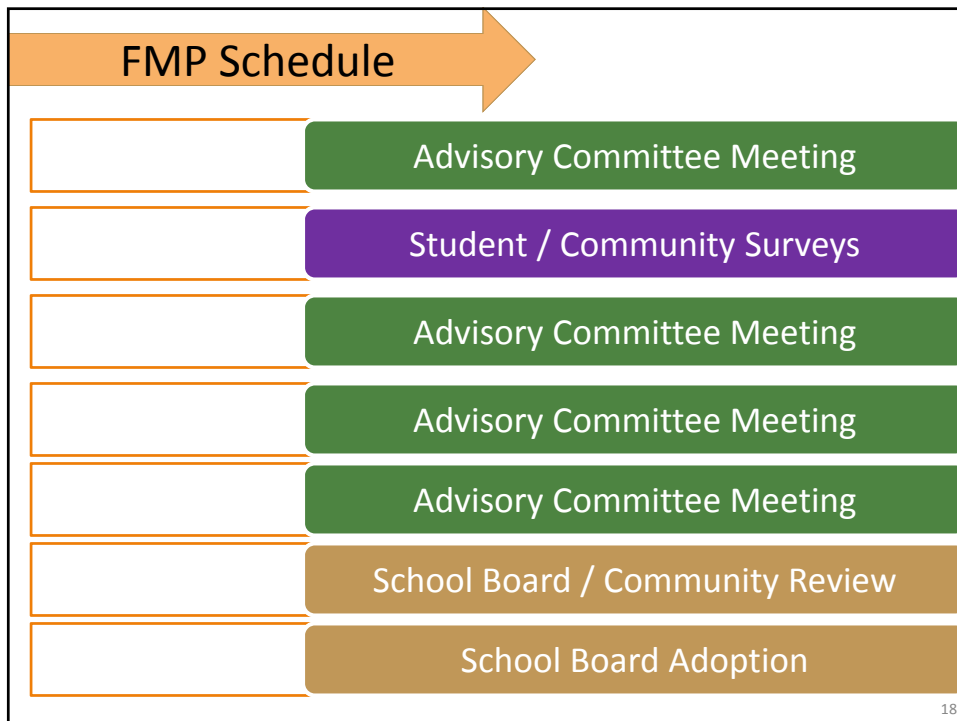 FMP Schedule
Advisory Committee Meeting
Student / Community Surveys
Advisory Committee Meeting
Advisory Committee Meeting
Advisory Committee Meeting
School Board / Community Review
School Board Adoption
18